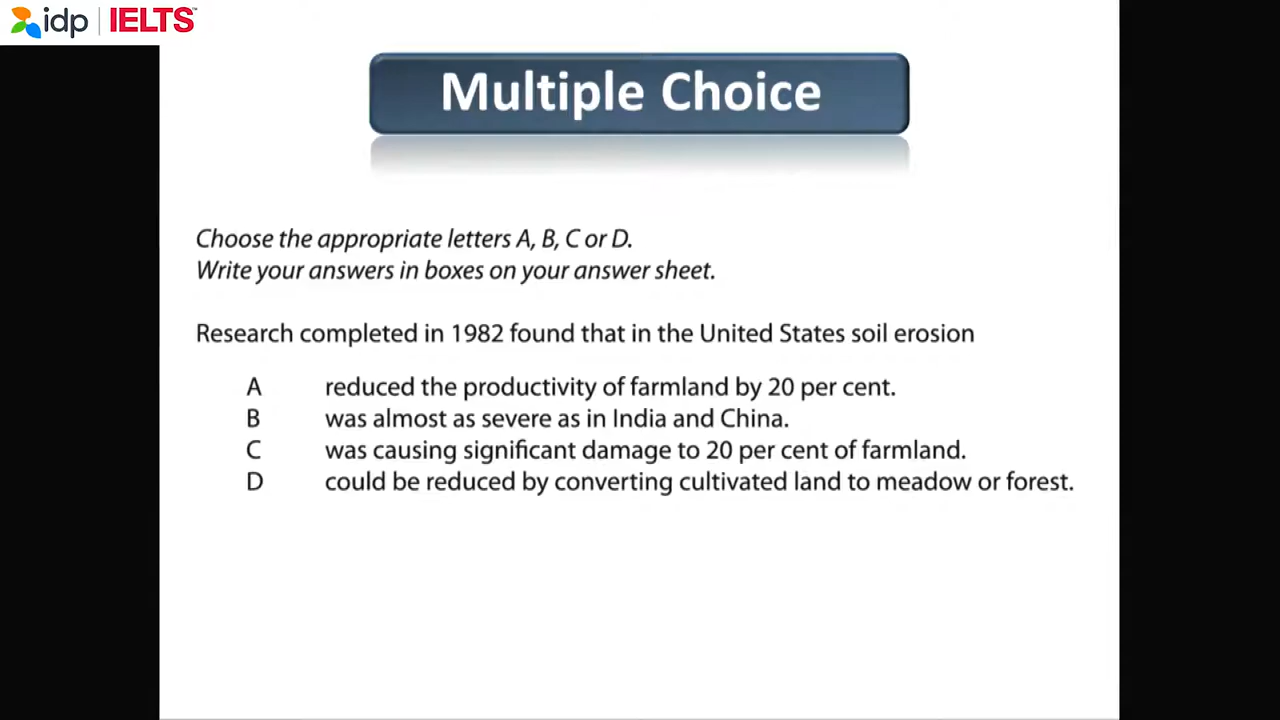 idp | IELTS™
Multiple Choice
Choose the appropriate letters A, B, C or D.
Write your answers in boxes on your answer sheet.
Research completed in 1982 found that in the United States soil erosion
A reduced the productivity of farmland by 20 per cent.
B was almost as severe as in India and China.
C was causing significant damage to 20 per cent of farmland.
D could be reduced by converting cultivated land to meadow or forest.